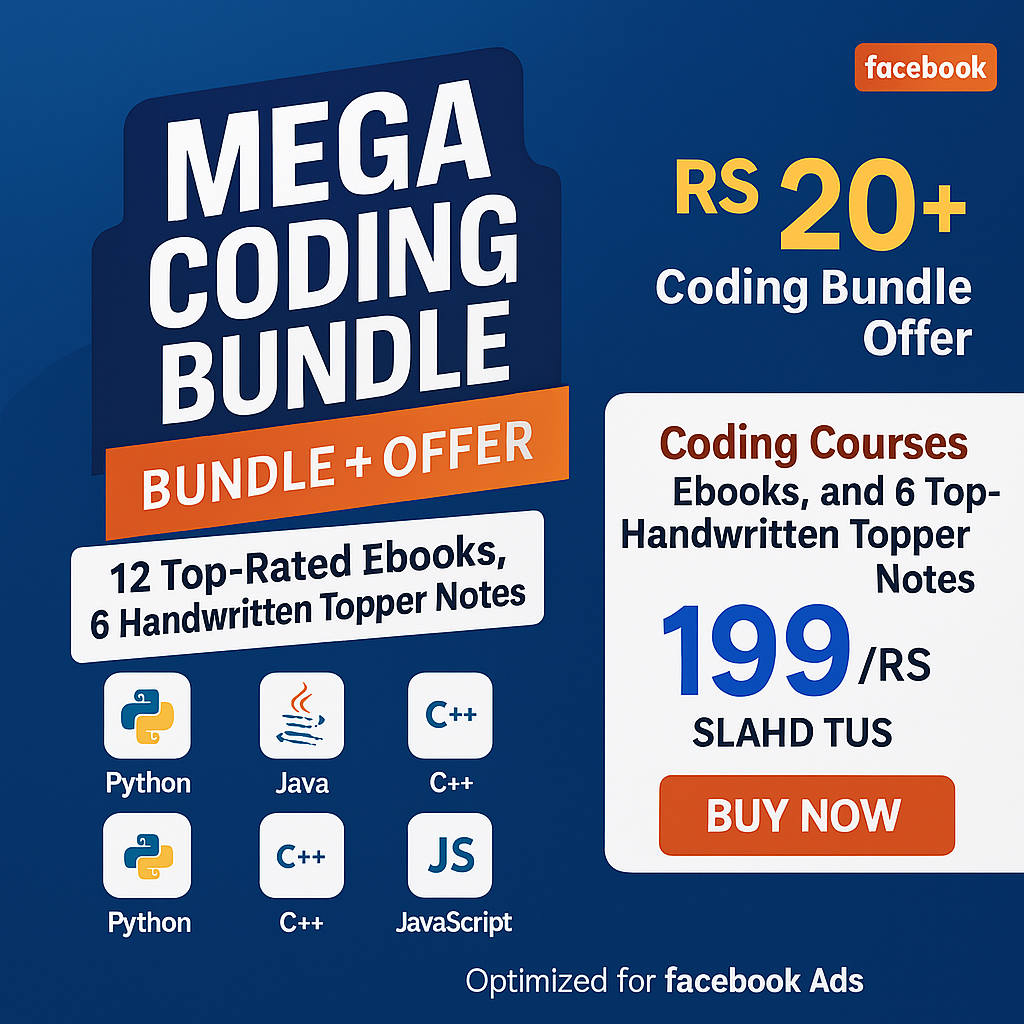 facebook
MEGA
CODING
BUNDLE
BUNDLE + OFFER
12 Top-Rated Ebooks,
6 Handwritten Topper Notes
Python
Java
C++
C++
Python
C++
C++
JS
JavaScript
RS 20+
Coding Bundle
Offer
Coding Courses
Ebooks, and 6 Top-
Handwritten Topper
Notes
199/RS
SLAHD TUS
BUY NOW
Optimized for facebook Ads